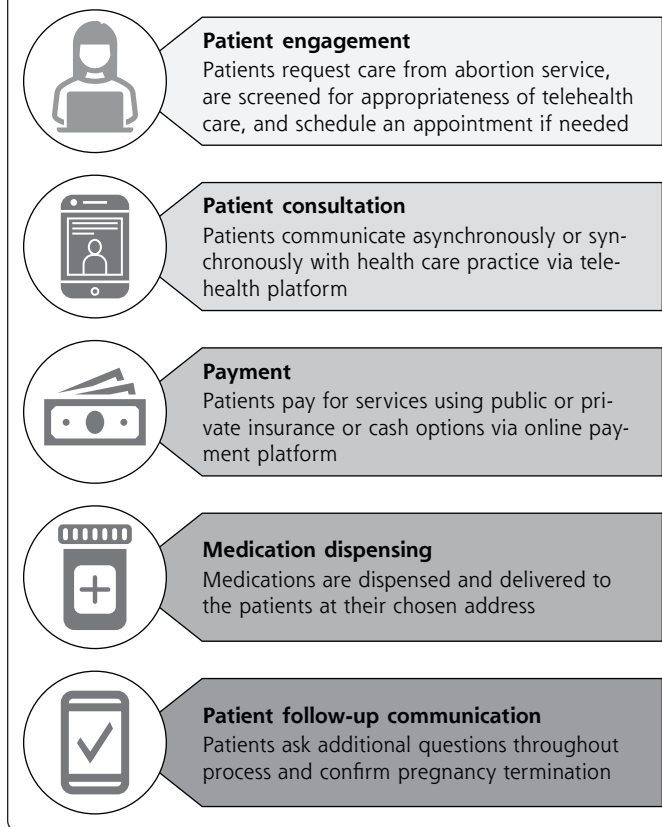 Patient engagement
Patients request care from abortion service,
are screened for appropriateness of telehealth
care, and schedule an appointment if needed
Patient consultation
Patients communicate asynchronously or syn-
chronously with health care practice via tele-
health platform
Payment
Patients pay for services using public or pri-
vate insurance or cash options via online pay-
ment platform
Medication dispensing
Medications are dispensed and delivered to
the patients at their chosen address
Patient follow-up communication
Patients ask additional questions throughout
process and confirm pregnancy termination